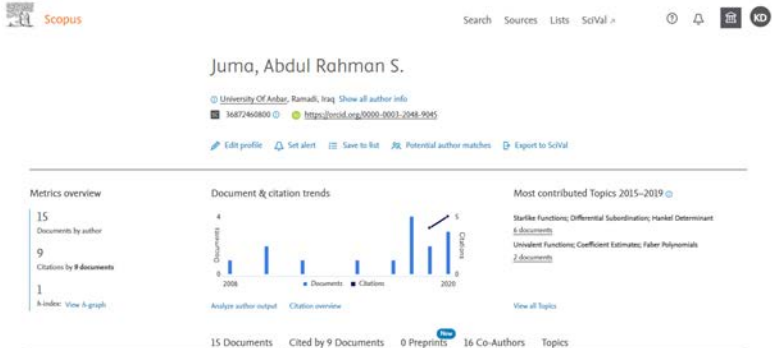 Scopus
Search Sources Lists SciVal ↗
KD
Juma, Abdul Rahman S.
University Of Anbar, Ramadi, Iraq Show all author info
36872460800 https://orcid.org/0000-0003-2048-9045
Edit profile Set alert Save to list Potential author matches Export to SciVal
Metrics overview
15
Documents by author
9
Citations by 9 documents
1
h-index: View h-graph
Document & citation trends
4
5
Documents
Citations
0
0
2006
2020
Documents Citations
Analyze author output Citation overview
Most contributed Topics 2015–2019
Starlike Functions; Differential Subordination; Hankel Determinant
6 documents
Univalent Functions; Coefficient Estimates; Faber Polynomials
2 documents
View all Topics
New
15 Documents Cited by 9 Documents 0 Preprints 16 Co-Authors Topics